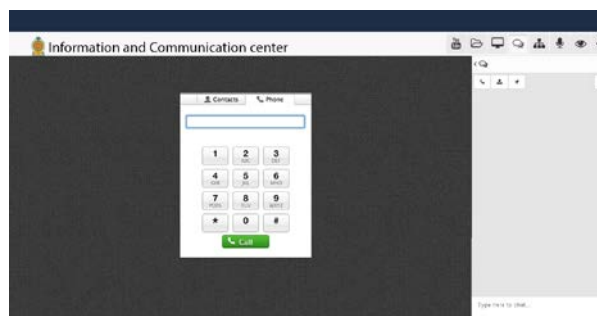 Information and Communication center
Contacts Phone
1 2 3
ABC DEF
4 5 6
GHI JKL MNO
7 8 9
PQRS TUV WXYZ
* 0 #
Call
Type here to chat...